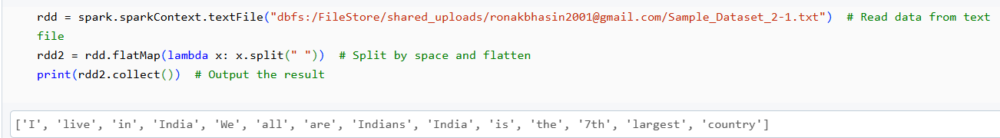 rdd = spark.sparkContext.textFile("dbfs:/FileStore/shared_uploads/ronakbhasin2001@gmail.com/Sample_Dataset_2-1.txt")  # Read data from text
file
rdd2 = rdd.flatMap(lambda x: x.split(" "))  # Split by space and flatten
print(rdd2.collect())  # Output the result
['I', 'live', 'in', 'India', 'We', 'all', 'are', 'Indians', 'India', 'is', 'the', '7th', 'largest', 'country']